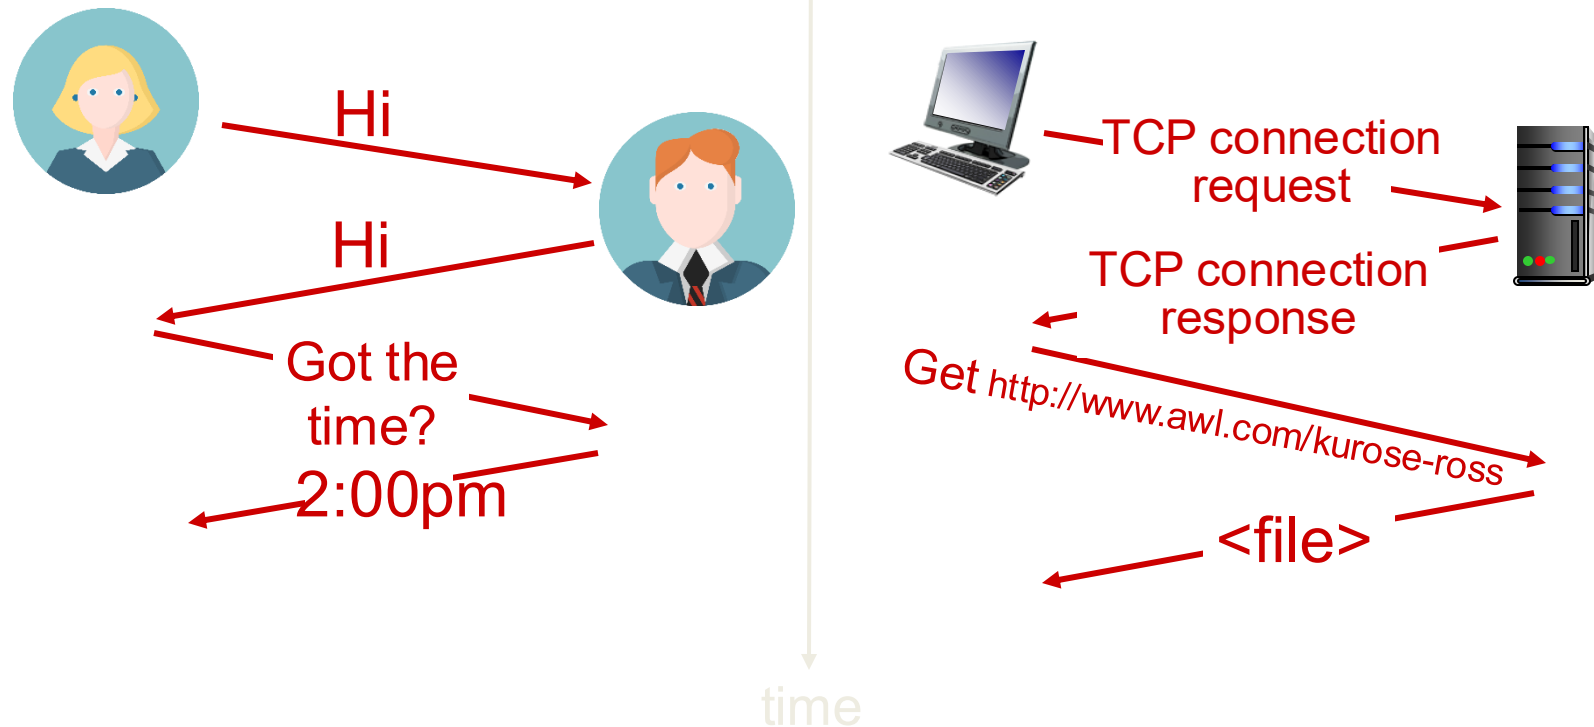 Hi
Hi
Got the
time?
2:00pm
TCP connection
request
TCP connection
response
Get http://www.awl.com/kurose-ross
<file>
time